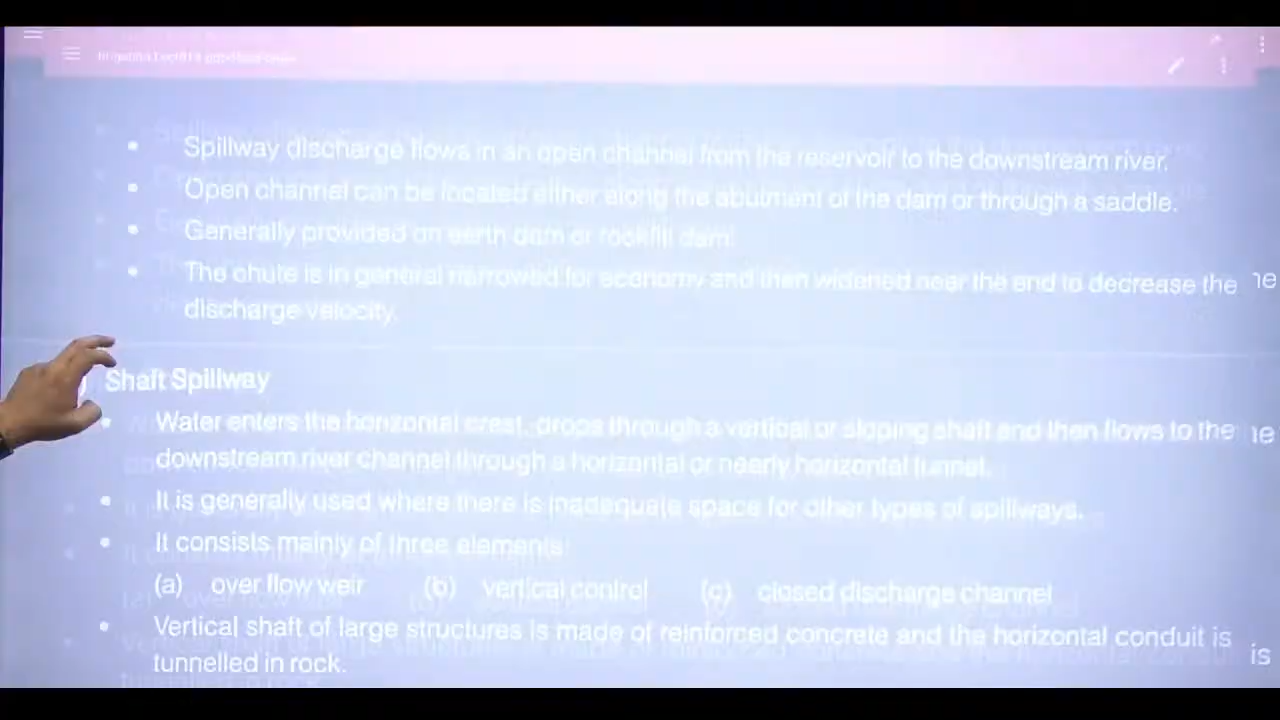 • Spillway discharge flows in an open channel from the reservoir to the downstream river.
• Open channel can be located either along the abutment of the dam or through a saddle.
• Generally provided on earth dam or rockfill dam.
• The chute is in general narrowed for economy and then widened near the end to decrease the
discharge velocity.
Shaft Spillway
• Water enters the horizontal crest, drops through a vertical or sloping shaft and then flows to the
downstream river channel through a horizontal or nearly horizontal tunnel.
• It is generally used where there is inadequate space for other types of spillways.
• It consists mainly of three elements:
(a) over flow weir (b) vertical control (c) closed discharge channel
• Vertical shaft of large structures is made of reinforced concrete and the horizontal conduit is
tunnelled in rock.